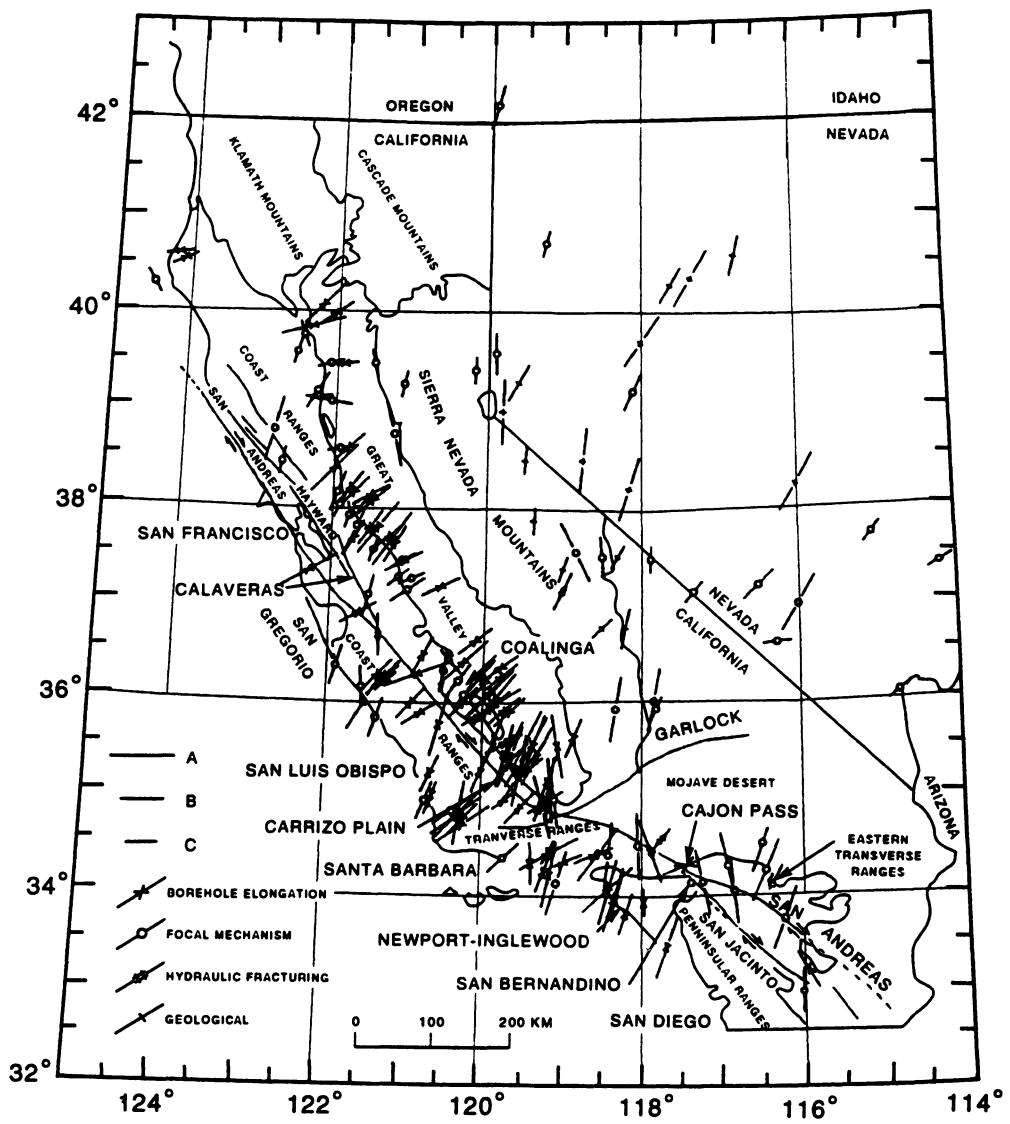 OREGON
IDAHO
42°
CALIFORNIA
NEVADA
KLAMATH MOUNTAINS
CASCADE MOUNTAINS
40°
COAST
RANGES
SAN
ANDREAS
HAYWARD
GREAT
VALLEY
SIERRA
NEVADA
MOUNTAINS
38°
SAN FRANCISCO
CALAVERAS
SAN
GREGORIO
COAST
RANGES
COALINGA
NEVADA
CALIFORNIA
36°
GARLOCK
A
B
C
SAN LUIS OBISPO
MOJAVE DESERT
CARRIZO PLAIN
CAJON PASS
ARIZONA
TRANVERSE RANGES
EASTERN
TRANSVERSE
RANGES
SANTA BARBARA
34°
BOREHOLE ELONGATION
SAN
ANDREAS
FOCAL MECHANISM
NEWPORT-INGLEWOOD
SAN JACINTO
PENNINSULAR RANGES
HYDRAULIC FRACTURING
SAN BERNANDINO
GEOLOGICAL
0 100 200 KM
SAN DIEGO
32°
124° 122° 120° 118° 116° 114°